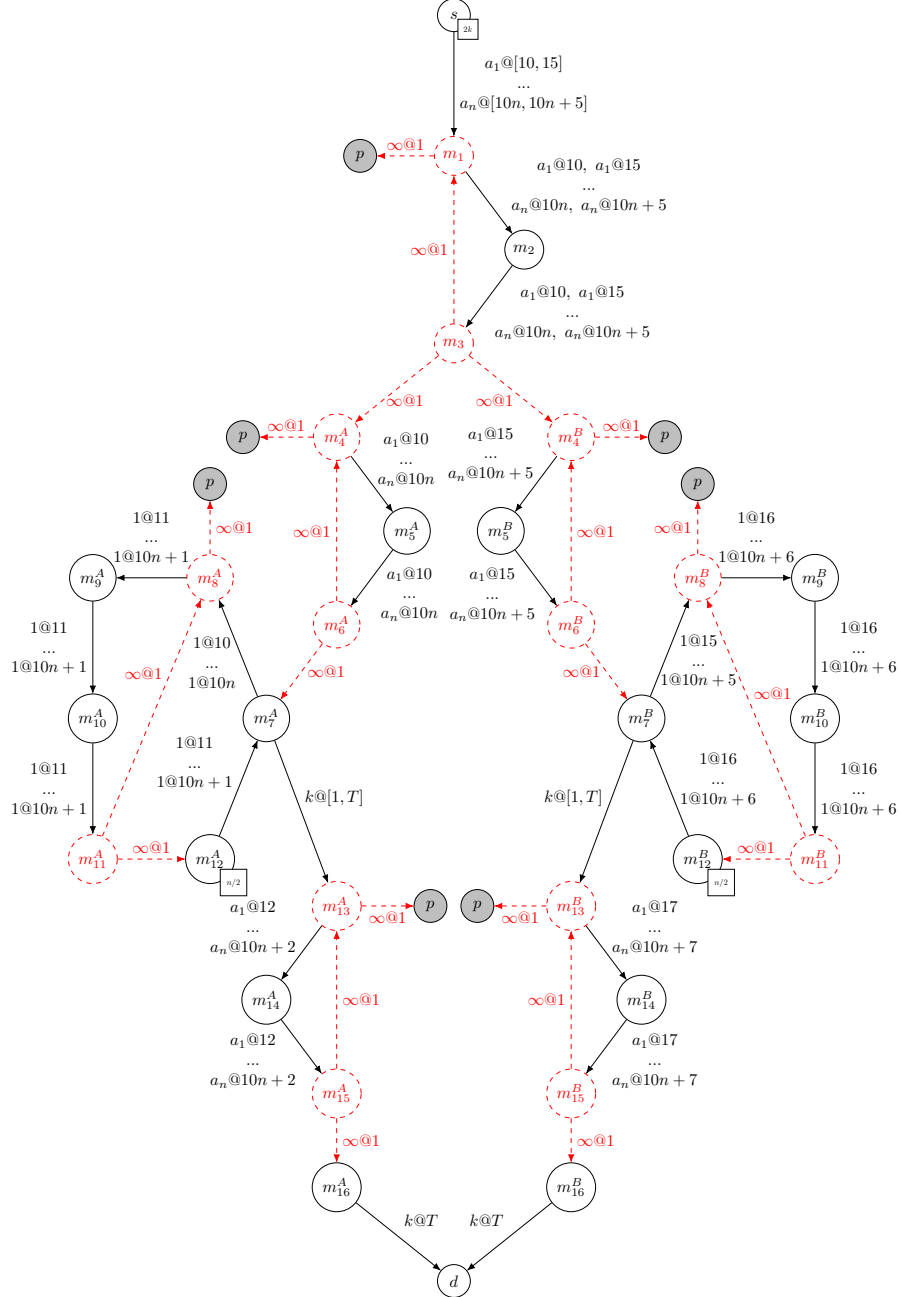 s
2k
a_1@[10, 15]
...
a_n@[10n, 10n + 5]
p
∞@1
m_1
a_1@10, a_1@15
...
a_n@10n, a_n@10n + 5
∞@1
m_2
a_1@10, a_1@15
...
a_n@10n, a_n@10n + 5
m_3
∞@1
∞@1
p
∞@1
m_4^A
a_1@10
...
a_n@10n
a_1@15
...
a_n@10n + 5
m_4^B
∞@1
p
p
∞@1
1@11
...
1@10n + 1
m_9^A
m_8^A
∞@1
m_5^A
m_5^B
∞@1
p
∞@1
1@16
...
1@10n + 6
m_8^B
m_9^B
a_1@10
...
a_n@10n
a_1@15
...
a_n@10n + 5
m_6^A
m_6^B
1@11
...
1@10n + 1
∞@1
1@10
...
1@10n
∞@1
∞@1
1@15
...
1@10n + 5
∞@1
1@16
...
1@10n + 6
m_10^A
m_7^A
m_7^B
m_10^B
1@11
...
1@10n + 1
1@11
...
1@10n + 1
k@[1, T]
k@[1, T]
1@16
...
1@10n + 6
1@16
...
1@10n + 6
m_11^A
∞@1
m_12^A
n/2
m_12^B
n/2
∞@1
m_11^B
m_13^A
∞@1
p
p
∞@1
m_13^B
a_1@12
...
a_n@10n + 2
a_1@17
...
a_n@10n + 7
m_14^A
∞@1
∞@1
m_14^B
a_1@12
...
a_n@10n + 2
a_1@17
...
a_n@10n + 7
m_15^A
m_15^B
∞@1
∞@1
m_16^A
m_16^B
k@T
k@T
d